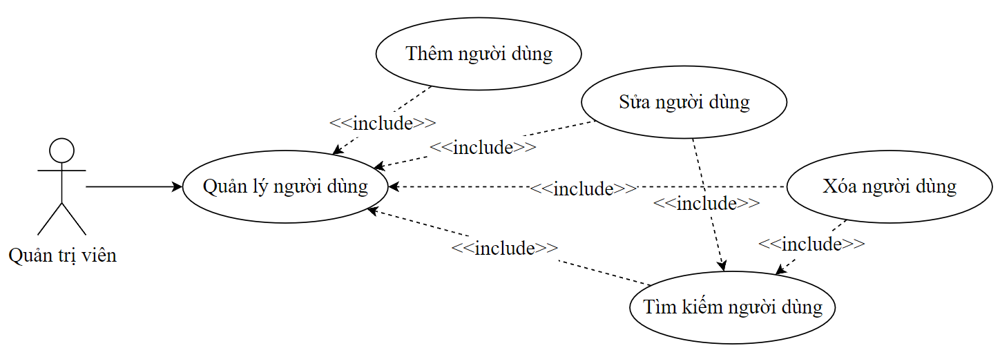 Thêm người dùng
Sửa người dùng
<<include>>
<<include>>
Quản lý người dùng
<<include>>
Xóa người dùng
<<include>>
<<include>>
<<include>>
Quản trị viên
Tìm kiếm người dùng